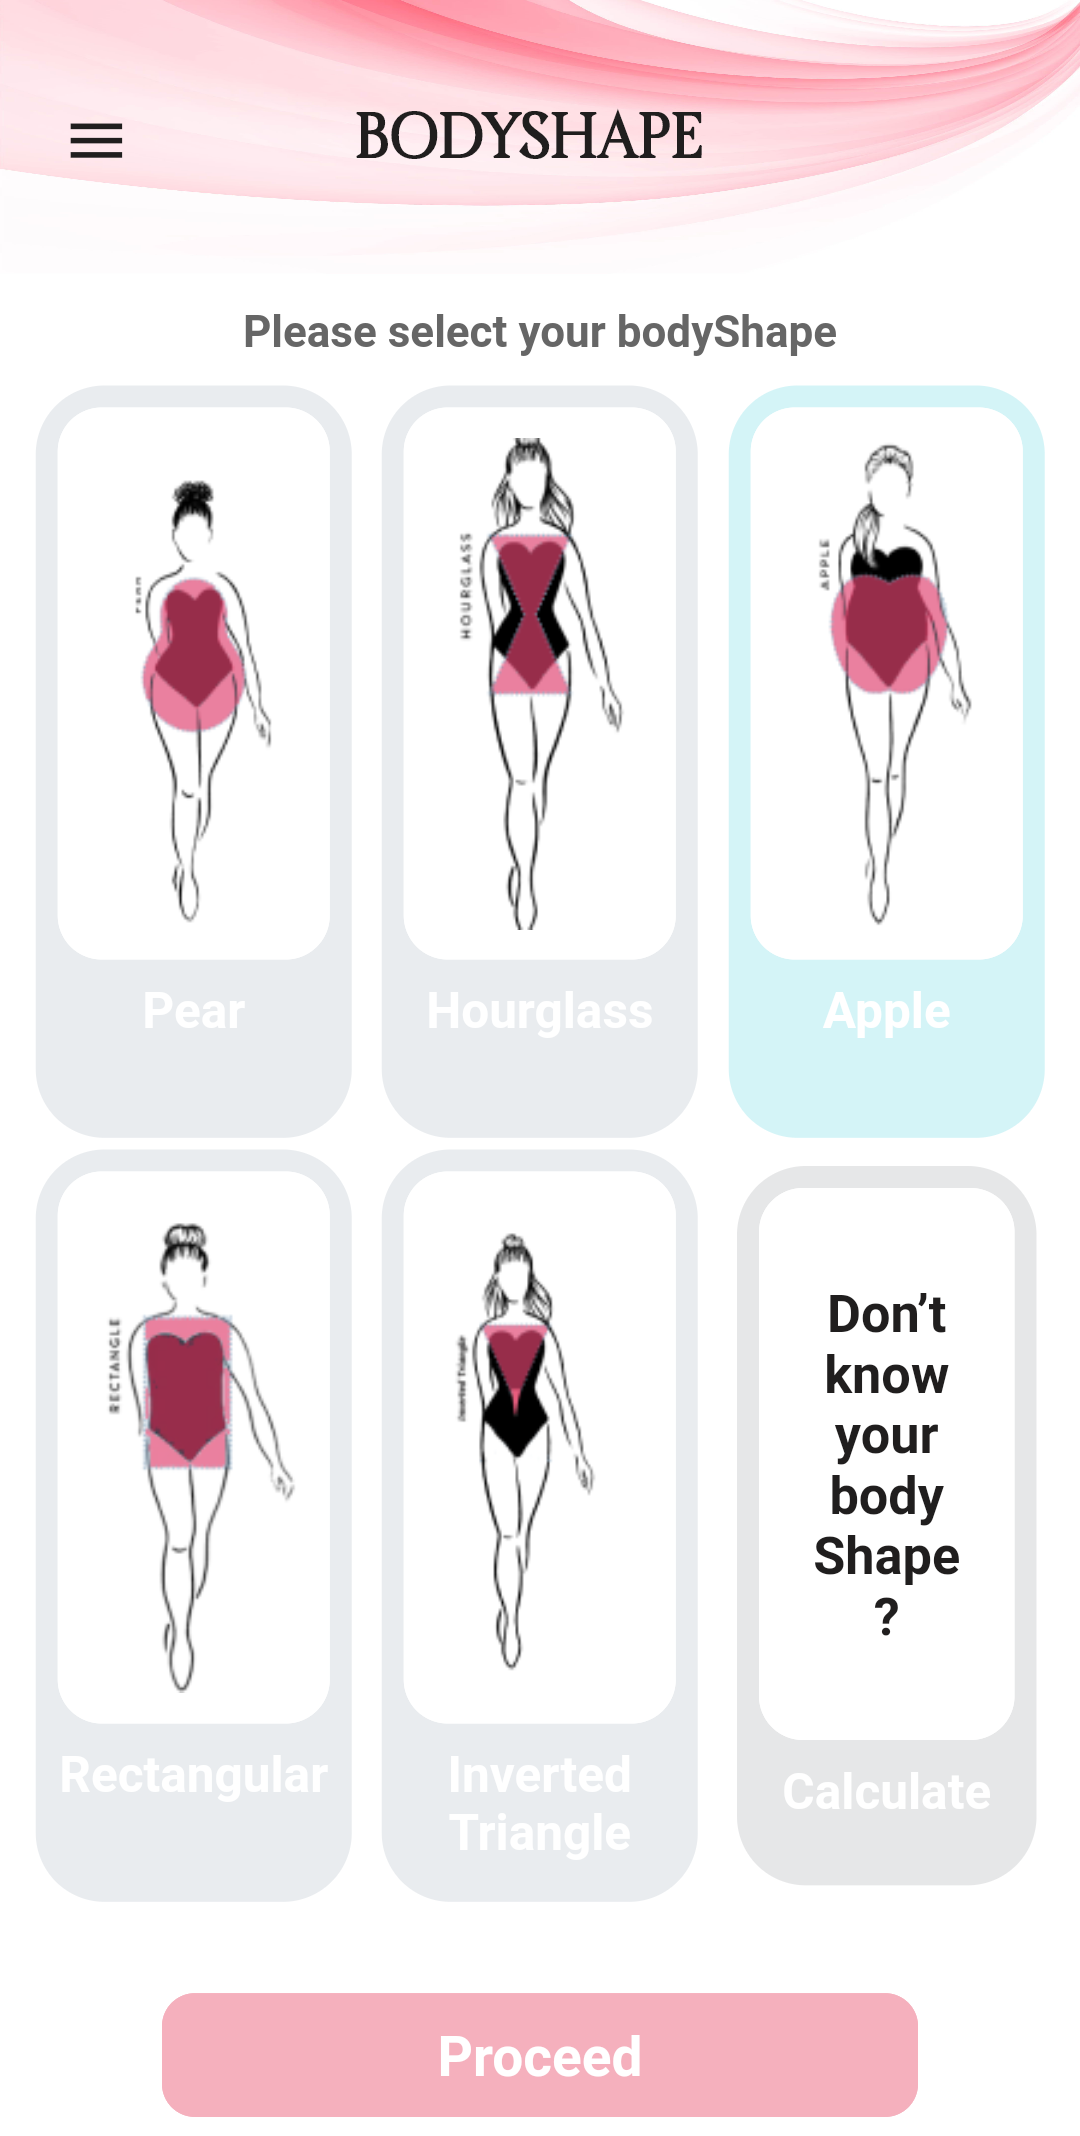 BODYSHAPE
Please select your bodyShape
HOURGLASS
APPLE
Pear
Hourglass
Apple
RECTANGLE
Inverted Triangle
Don’t
know
your
body
Shape
?
Rectangular
Inverted
Triangle
Calculate
Proceed